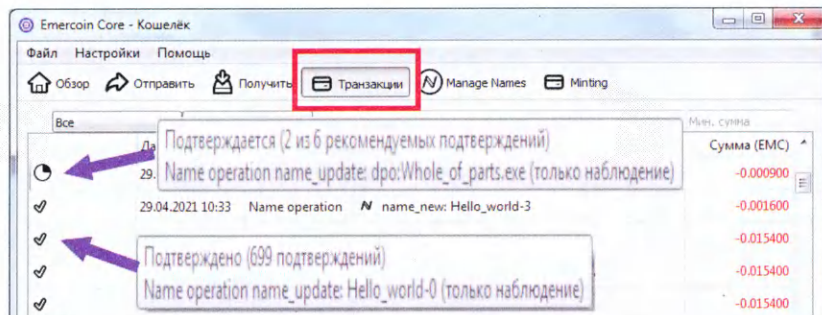 Emercoin Core - Кошелёк
Файл Настройки Помощь
Обзор Отправить Получить Транзакции Manage Names Minting
Все Мин. сумма
Да Сумма (EMC)
Подтверждается (2 из 6 рекомендуемых подтверждений)
29. Name operation name_update: dpo:Whole_of_parts.exe (только наблюдение) -0.000900
29.04.2021 10:33 Name operation name_new: Hello_world-3 -0.001600
-0.015400
Подтверждено (699 подтверждений)
-0.015400
Name operation name_update: Hello_world-0 (только наблюдение)
-0.015400